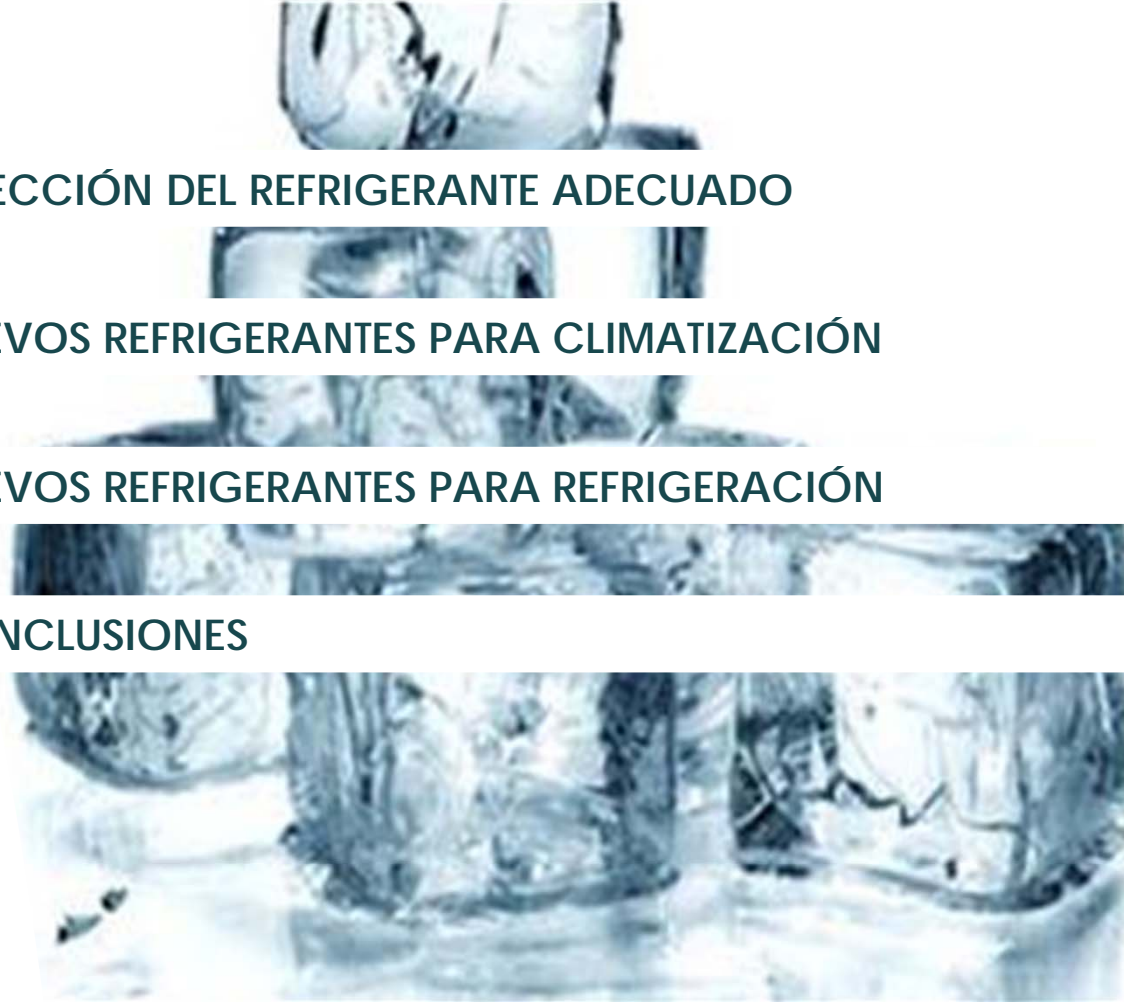 ECCIÓN DEL REFRIGERANTE ADECUADO
EVOS REFRIGERANTES PARA CLIMATIZACIÓN
EVOS REFRIGERANTES PARA REFRIGERACIÓN
NCLUSIONES